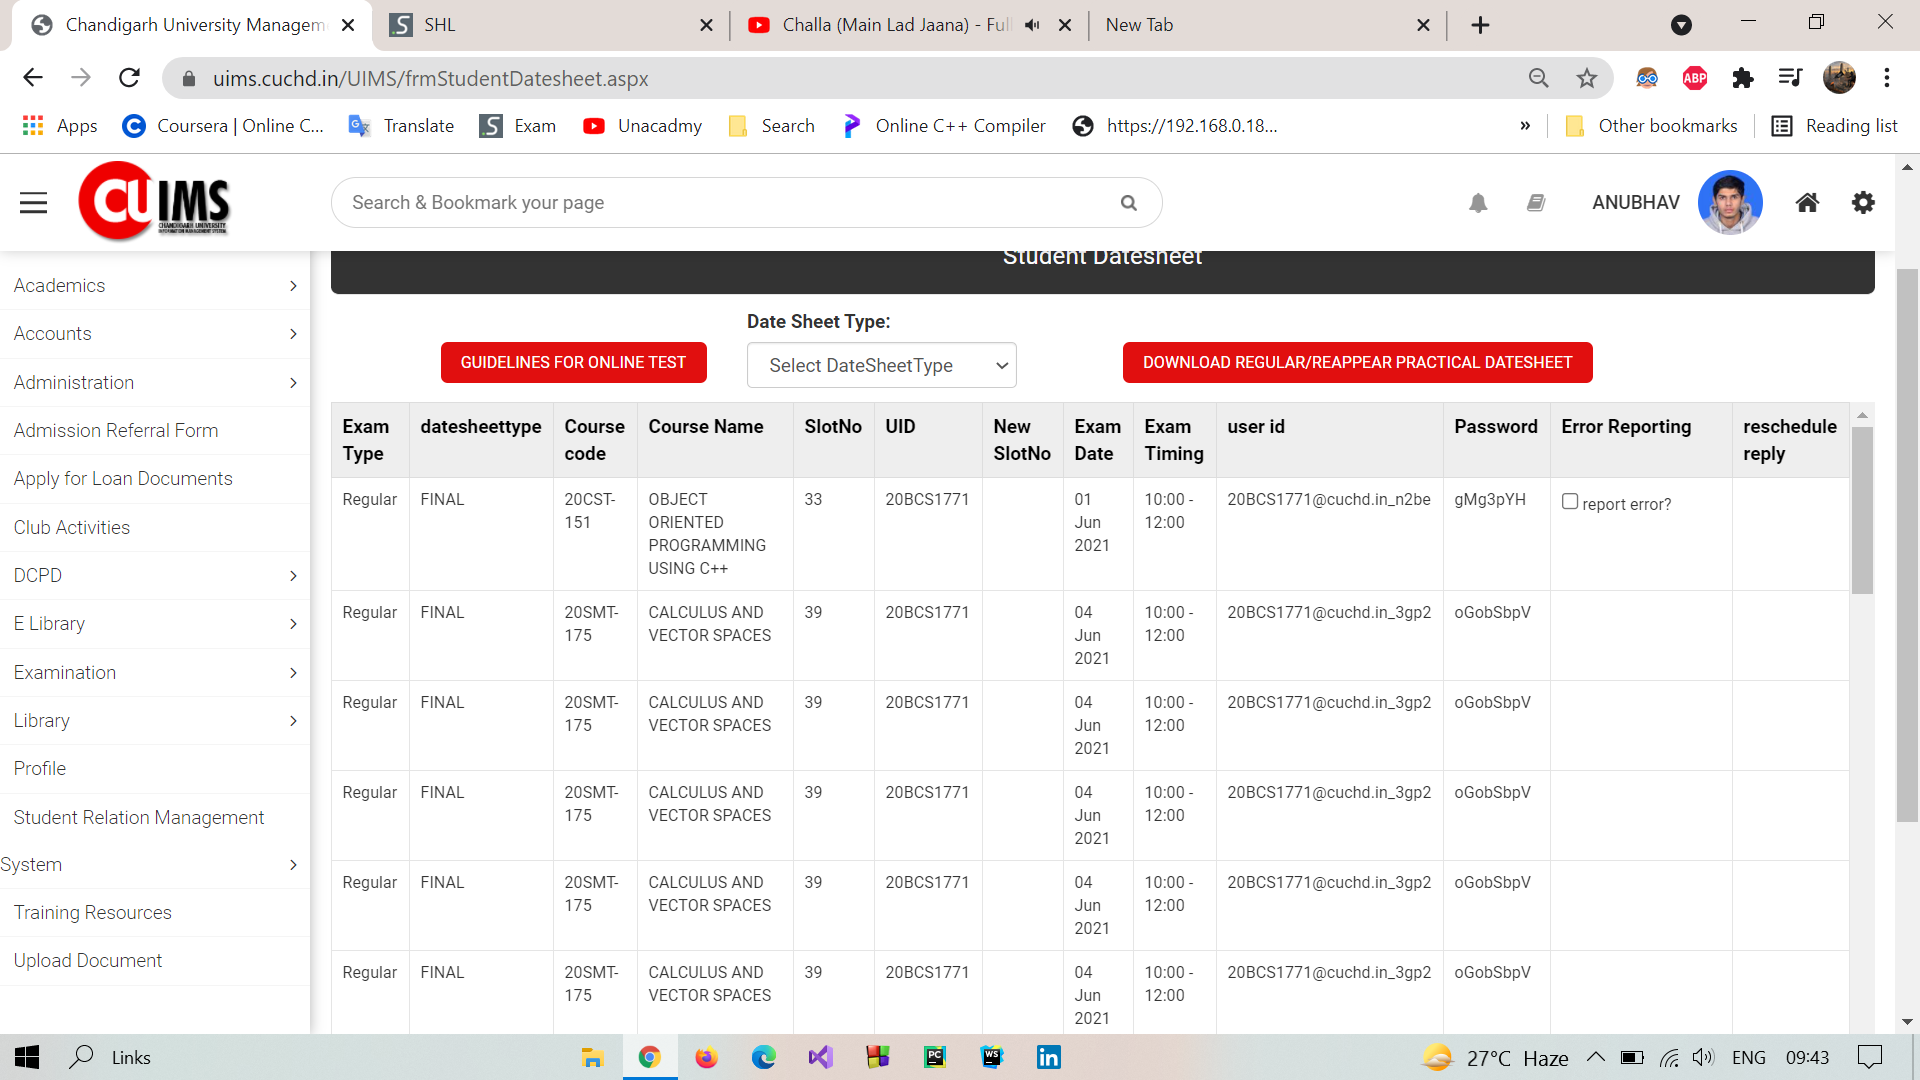 Chandigarh University Managem
SHL
Challa (Main Lad Jaana) - Ful
New Tab
uims.cuchd.in/UIMS/frmStudentDatesheet.aspx
ABP
Apps
Coursera | Online C...
Translate
Exam
Unacadmy
Search
Online C++ Compiler
https://192.168.0.18...
»
Other bookmarks
Reading list
CUIMS
CHANDIGARH UNIVERSITY
INFORMATION MANAGEMENT SYSTEM
Search & Bookmark your page
ANUBHAV
Academics
Accounts
Administration
Admission Referral Form
Apply for Loan Documents
Club Activities
DCPD
E Library
Examination
Library
Profile
Student Relation Management
System
Training Resources
Upload Document
Student Datesheet
Date Sheet Type:
GUIDELINES FOR ONLINE TEST
Select DateSheetType
DOWNLOAD REGULAR/REAPPEAR PRACTICAL DATESHEET
Exam Type datesheettype Course code Course Name SlotNo UID New SlotNo Exam Date Exam Timing user id Password Error Reporting reschedule reply
Regular FINAL 20CST-151 OBJECT ORIENTED PROGRAMMING USING C++ 33 20BCS1771 01 Jun 2021 10:00 - 12:00 20BCS1771@cuchd.in_n2be gMg3pYH report error?
Regular FINAL 20SMT-175 CALCULUS AND VECTOR SPACES 39 20BCS1771 04 Jun 2021 10:00 - 12:00 20BCS1771@cuchd.in_3gp2 oGobSbpV
Regular FINAL 20SMT-175 CALCULUS AND VECTOR SPACES 39 20BCS1771 04 Jun 2021 10:00 - 12:00 20BCS1771@cuchd.in_3gp2 oGobSbpV
Regular FINAL 20SMT-175 CALCULUS AND VECTOR SPACES 39 20BCS1771 04 Jun 2021 10:00 - 12:00 20BCS1771@cuchd.in_3gp2 oGobSbpV
Regular FINAL 20SMT-175 CALCULUS AND VECTOR SPACES 39 20BCS1771 04 Jun 2021 10:00 - 12:00 20BCS1771@cuchd.in_3gp2 oGobSbpV
Regular FINAL 20SMT-175 CALCULUS AND VECTOR SPACES 39 20BCS1771 04 Jun 2021 10:00 - 12:00 20BCS1771@cuchd.in_3gp2 oGobSbpV
Links
PC
WS
in
27°C Haze
ENG
09:43